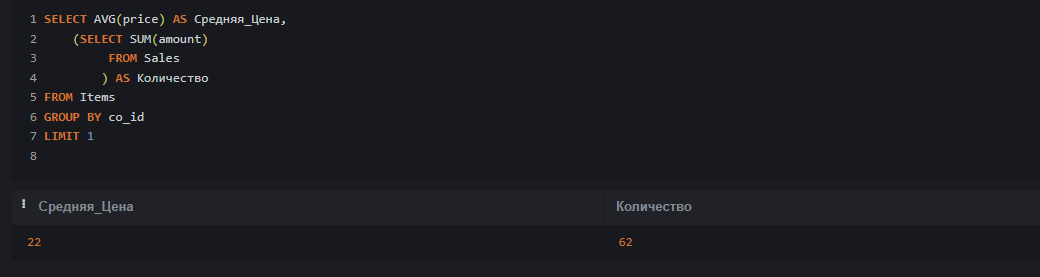 1 SELECT AVG(price) AS Средняя_Цена,
2     (SELECT SUM(amount)
3          FROM Sales
4         ) AS Количество
5 FROM Items
6 GROUP BY co_id
7 LIMIT 1
8
Средняя_Цена Количество
22 62